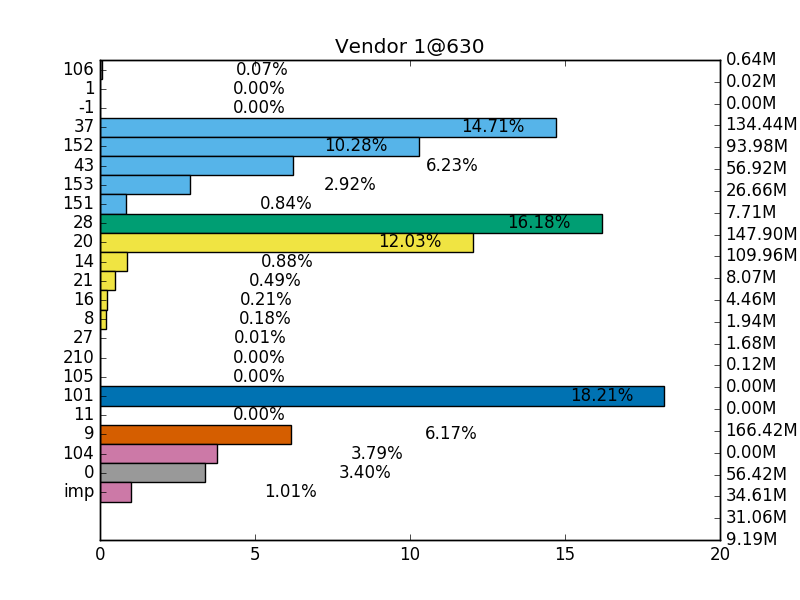 Vendor 1@630
106 0.07% 0.64M
1 0.00% 0.02M
-1 0.00% 0.00M
37 14.71% 134.44M
152 10.28% 93.98M
43 6.23% 56.92M
153 2.92% 26.66M
151 0.84% 7.71M
28 16.18% 147.90M
20 12.03% 109.96M
14 0.88% 8.07M
21 0.49% 4.46M
16 0.21% 1.94M
8 0.18% 1.68M
27 0.01% 0.12M
210 0.00% 0.00M
105 0.00% 0.00M
101 18.21% 166.42M
11 0.00% 0.00M
9 6.17% 56.42M
104 3.79% 34.61M
0 3.40% 31.06M
imp 1.01% 9.19M
0 5 10 15 20